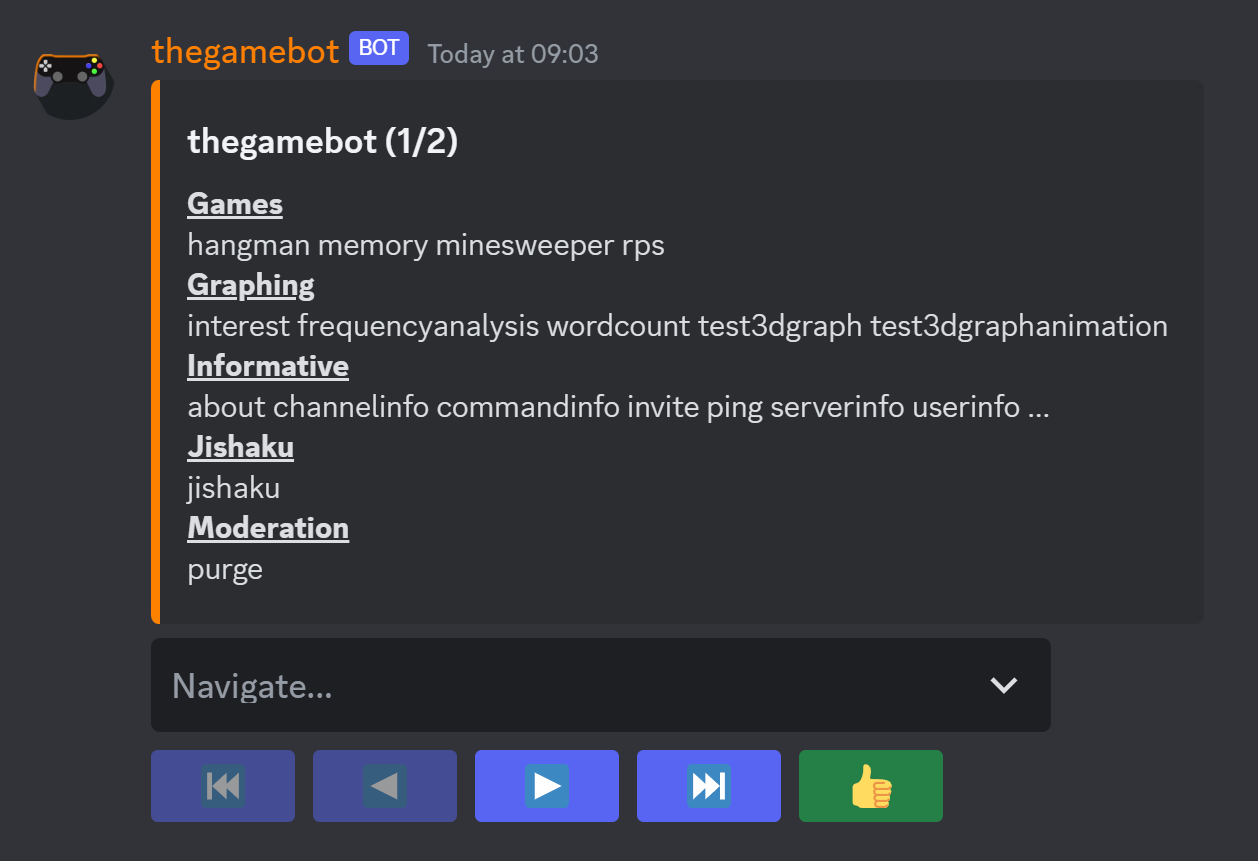 thegamebot BOT Today at 09:03
thegamebot (1/2)
Games
hangman memory minesweeper rps
Graphing
interest frequencyanalysis wordcount test3dgraph test3dgraphanimation
Informative
about channelinfo commandinfo invite ping serverinfo userinfo ...
Jishaku
jishaku
Moderation
purge
Navigate...